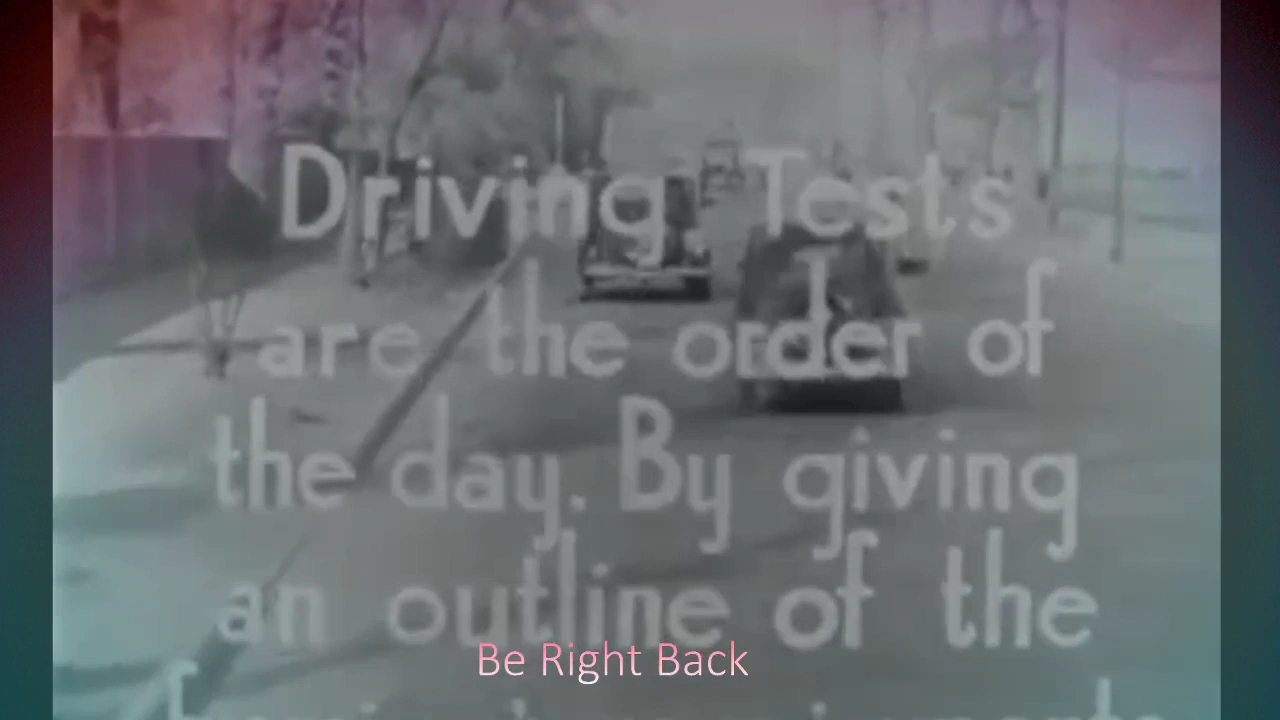 Driving Tests
are the order of
the day. By giving
an outline of the
Be Right Back